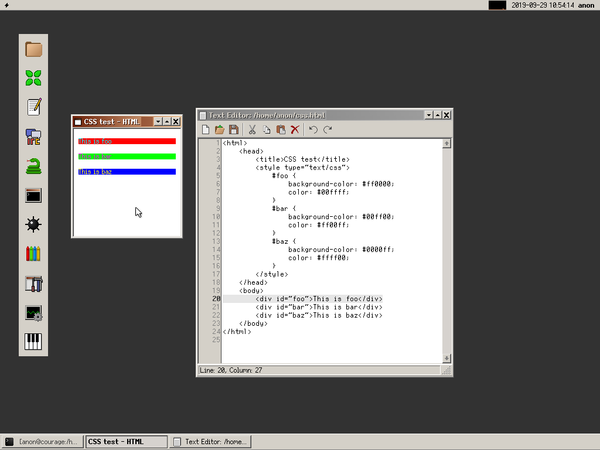 2019-09-29 10:54:14 anon
CSS test - HTML
This is foo
This is bar
This is baz
Text Editor: /home/anon/css.html
1 <html>
2 <head>
3 <title>CSS test</title>
4 <style type="text/css">
5 #foo {
6 background-color: #ff0000;
7 color: #00ffff;
8 }
9 #bar {
10 background-color: #00ff00;
11 color: #ff00ff;
12 }
13 #baz {
14 background-color: #0000ff;
15 color: #ffff00;
16 }
17 </style>
18 </head>
19 <body>
20 <div id="foo">This is foo</div>
21 <div id="bar">This is bar</div>
22 <div id="baz">This is baz</div>
23 </body>
24 </html>
25
Line: 20, Column: 27
[anon@courage:/h...
CSS test - HTML
Text Editor: /home...